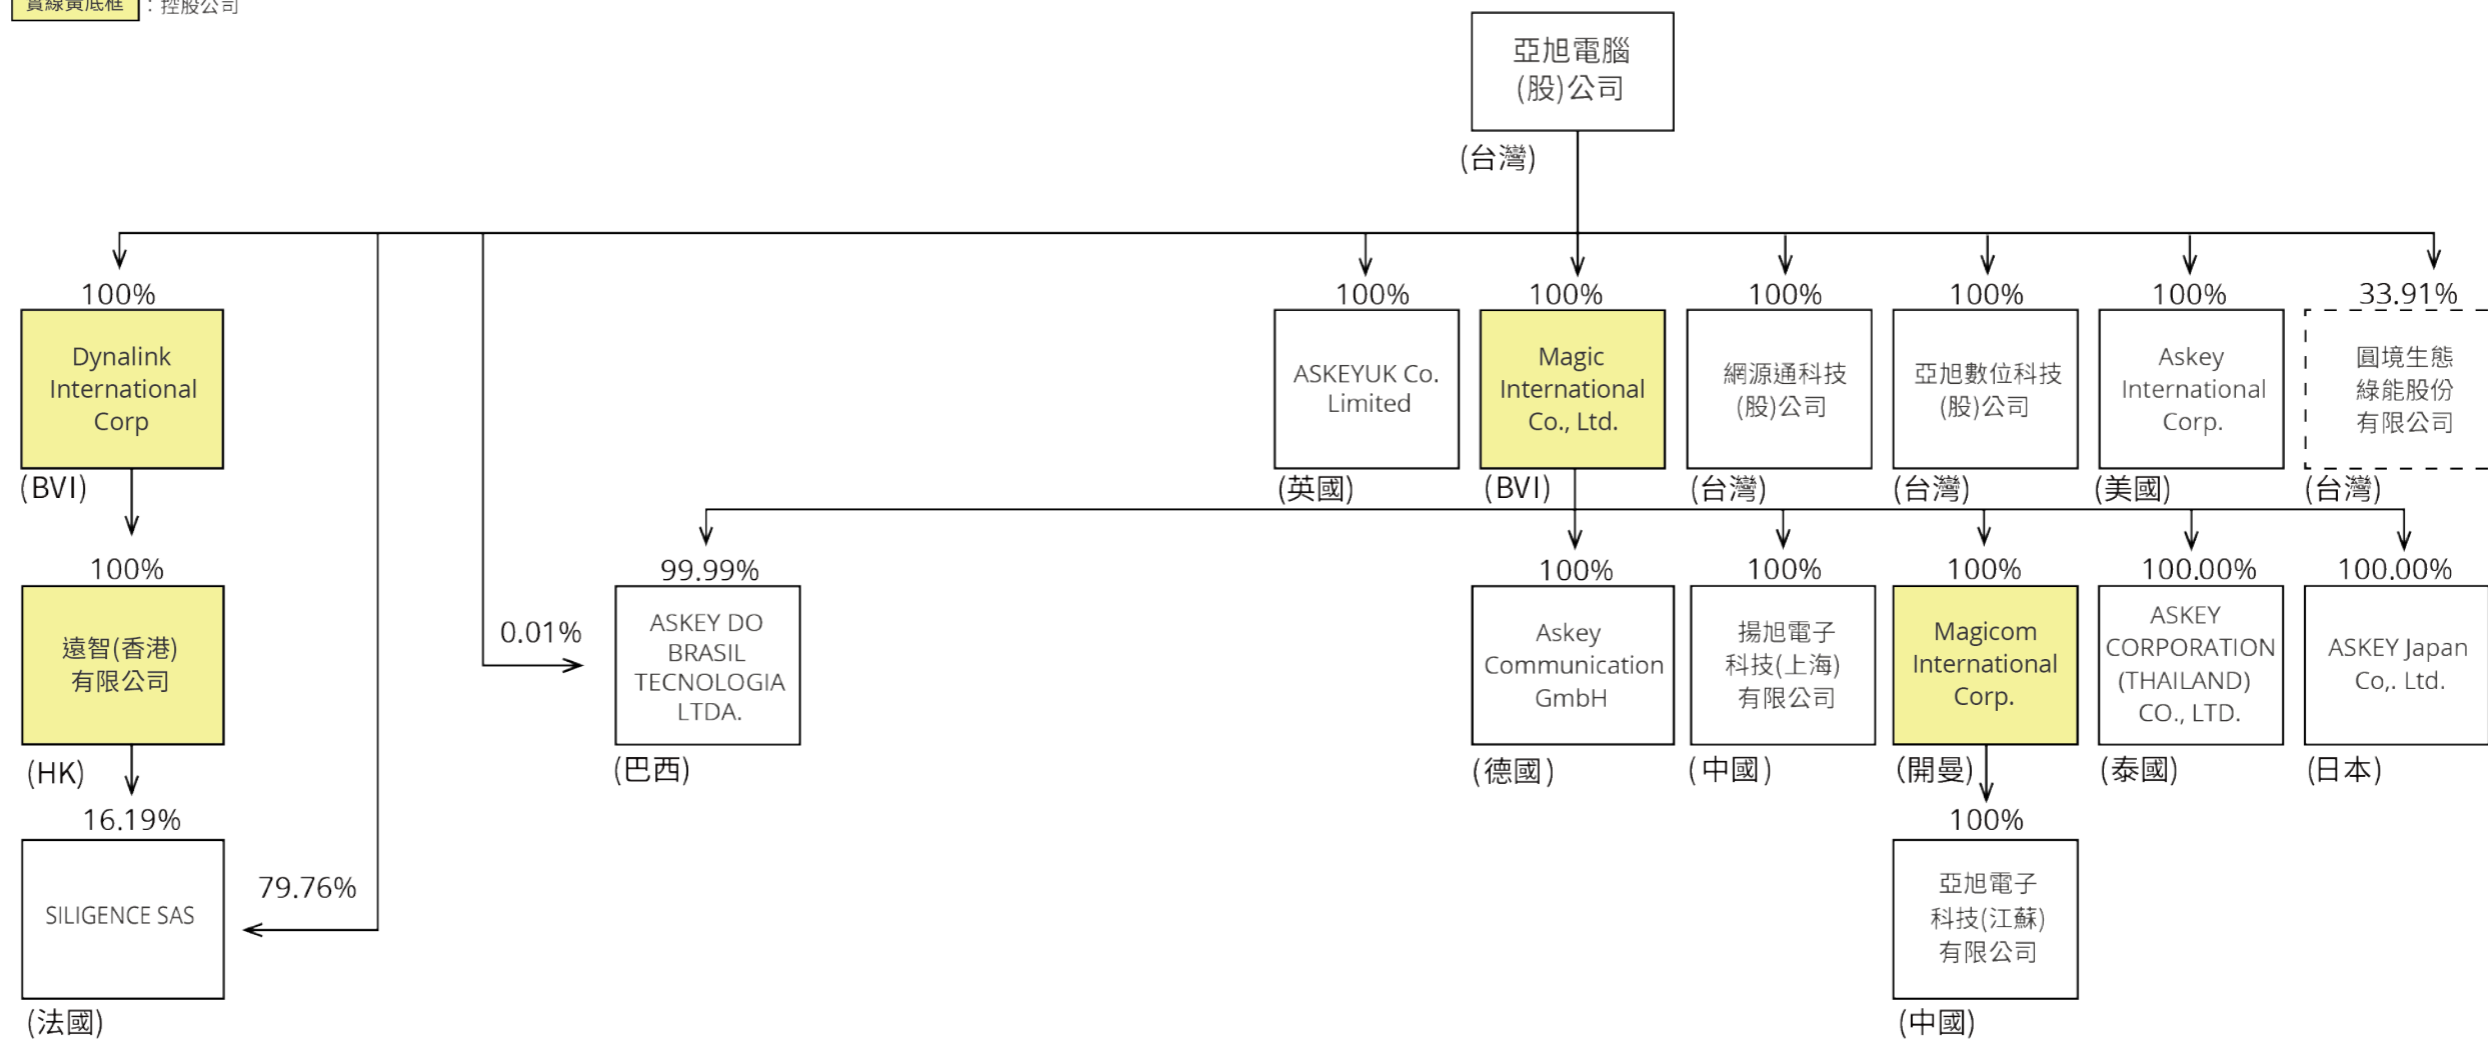 實線黃底框：控股公司
亞旭電腦
(股)公司
(台灣)
100%
Dynalink
International
Corp
(BVI)
100%
ASKEYUK Co.
Limited
(英國)
100%
Magic
International
Co., Ltd.
(BVI)
100%
網源通科技
(股)公司
(台灣)
100%
亞旭數位科技
(股)公司
(台灣)
100%
Askey
International
Corp.
(美國)
33.91%
圓境生態
綠能股份
有限公司
(台灣)
100%
遠智(香港)
有限公司
(HK)
0.01%
99.99%
ASKEY DO
BRASIL
TECNOLOGIA
LTDA.
(巴西)
100%
Askey
Communication
GmbH
(德國)
100%
揚旭電子
科技(上海)
有限公司
(中國)
100%
Magicom
International
Corp.
(開曼)
100.00%
ASKEY
CORPORATION
(THAILAND)
CO., LTD.
(泰國)
100.00%
ASKEY Japan
Co,. Ltd.
(日本)
16.19%
SILIGENCE SAS
(法國)
79.76%
100%
亞旭電子
科技(江蘇)
有限公司
(中國)